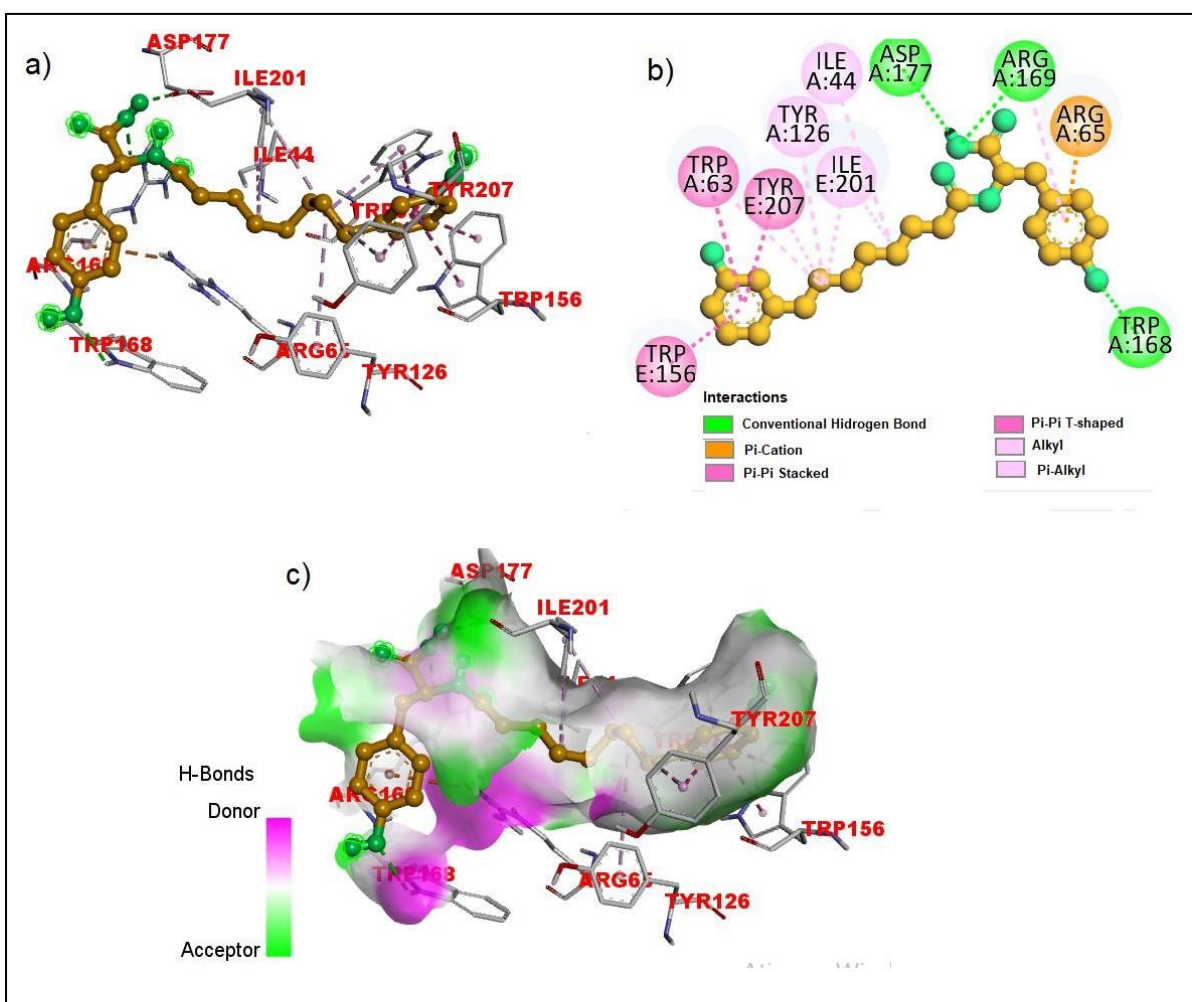 a)
ASP177
ILE201
ILE44
TYR207
TRP156
TRP168
ARG65
TYR126
b)
ILE
A:44
ASP
A:177
ARG
A:169
TYR
A:126
ARG
A:65
TRP
A:63
TYR
E:207
ILE
E:201
TRP
E:156
TRP
A:168
Interactions
Conventional Hidrogen Bond
Pi-Cation
Pi-Pi Stacked
Pi-Pi T-shaped
Alkyl
Pi-Alkyl
c)
ASP177
ILE201
TYR207
TRP156
TRP168
TYR126
H-Bonds
Donor
Acceptor